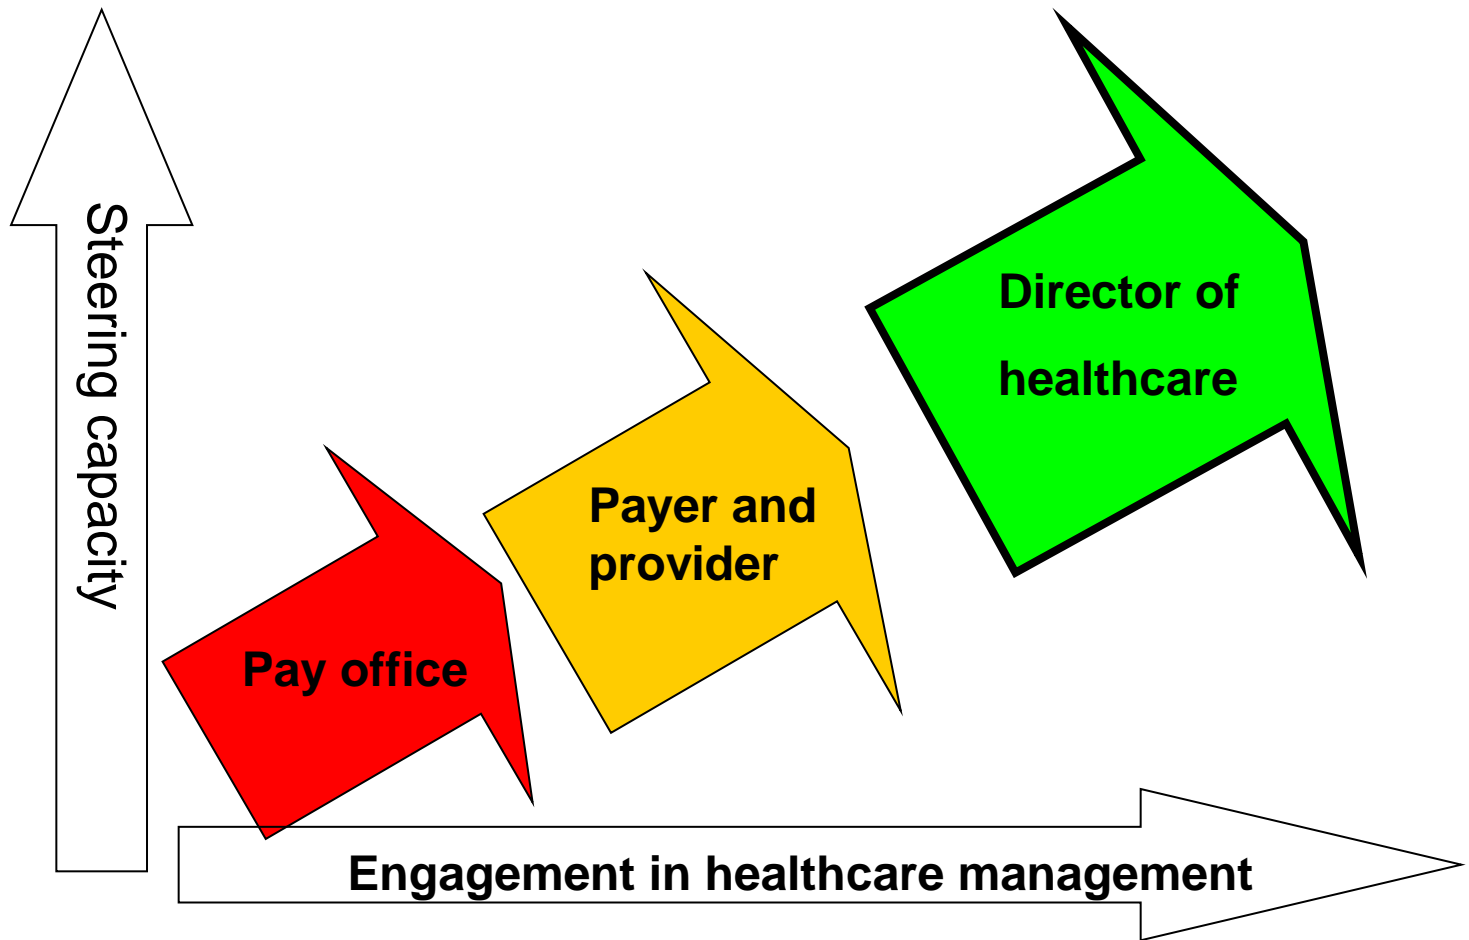 Steering capacity
Director of
healthcare
Payer and
provider
Pay office
Engagement in healthcare management